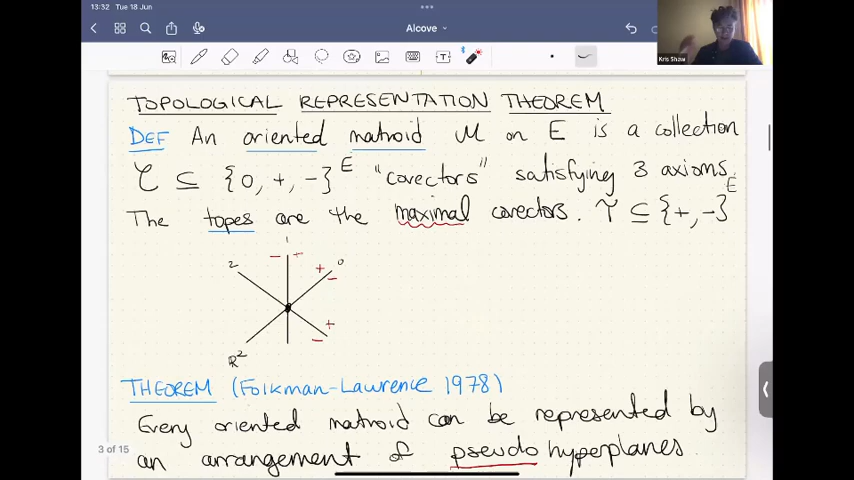 13:32 Tue 18 Jun
Alcove
Kris Shaw
TOPOLOGICAL REPRESENTATION THEOREM
DEF An oriented matroid M on E is a collection
C ⊆ {0, +, -}^E "covectors" satisfying 3 axioms.
The topes are the maximal covectors. T ⊆ {+, -}^E
1
- +
2
+ 0
-
+
-
R²
THEOREM (Folkman-Lawrence 1978)
Every oriented matroid can be represented by
3 of 15
an arrangement of pseudo hyperplanes